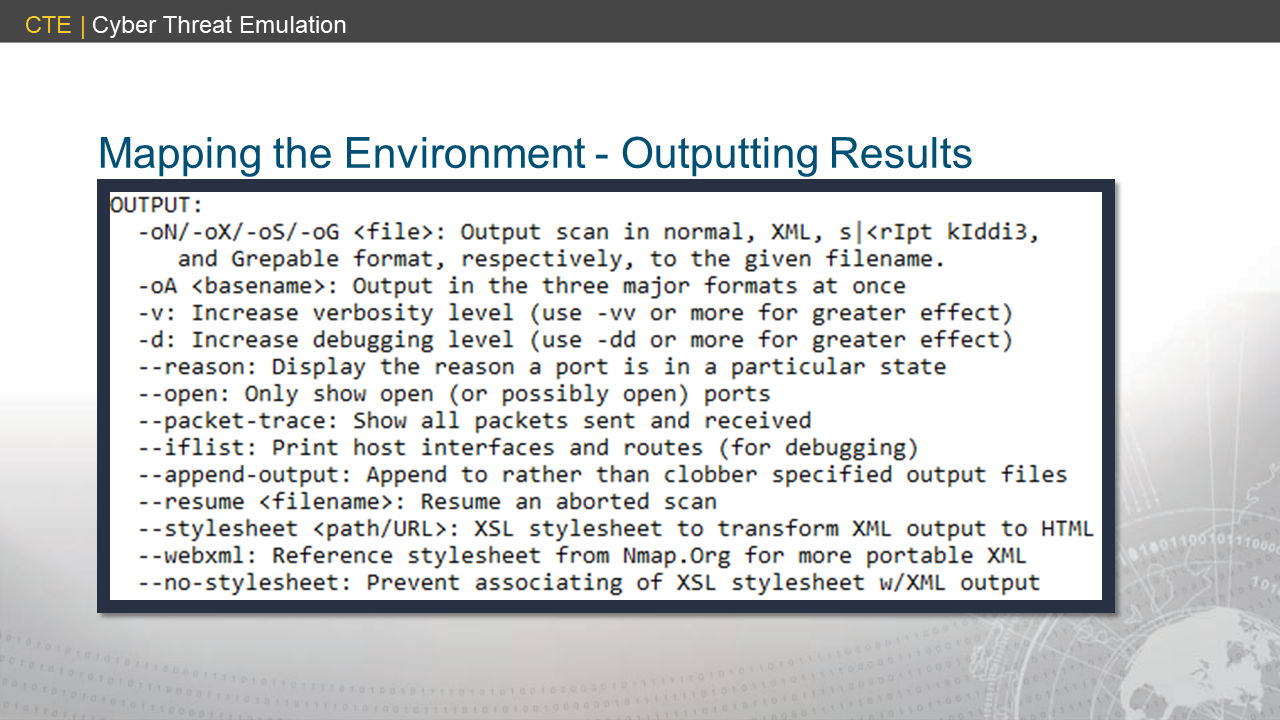 CTE | Cyber Threat Emulation
Mapping the Environment - Outputting Results
OUTPUT:
-oN/-oX/-oS/-oG <file>: Output scan in normal, XML, s|<rIpt kIddi3,
and Grepable format, respectively, to the given filename.
-oA <basename>: Output in the three major formats at once
-v: Increase verbosity level (use -vv or more for greater effect)
-d: Increase debugging level (use -dd or more for greater effect)
--reason: Display the reason a port is in a particular state
--open: Only show open (or possibly open) ports
--packet-trace: Show all packets sent and received
--iflist: Print host interfaces and routes (for debugging)
--append-output: Append to rather than clobber specified output files
--resume <filename>: Resume an aborted scan
--stylesheet <path/URL>: XSL stylesheet to transform XML output to HTML
--webxml: Reference stylesheet from Nmap.Org for more portable XML
--no-stylesheet: Prevent associating of XSL stylesheet w/XML output